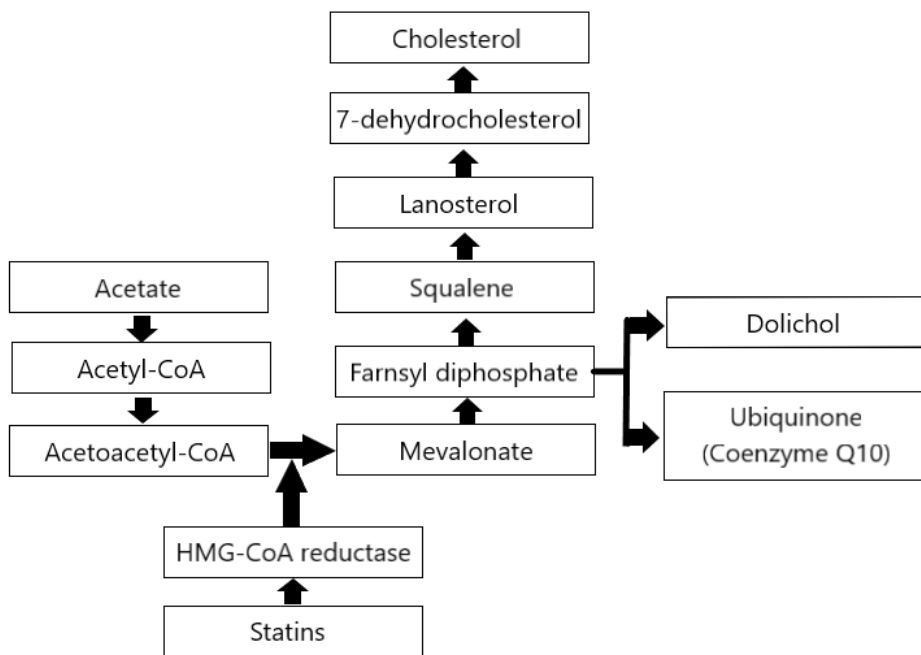 Cholesterol
7-dehydrocholesterol
Lanosterol
Squalene
Farnsyl diphosphate
Mevalonate
Acetate
Acetyl-CoA
Acetoacetyl-CoA
HMG-CoA reductase
Statins
Dolichol
Ubiquinone
(Coenzyme Q10)